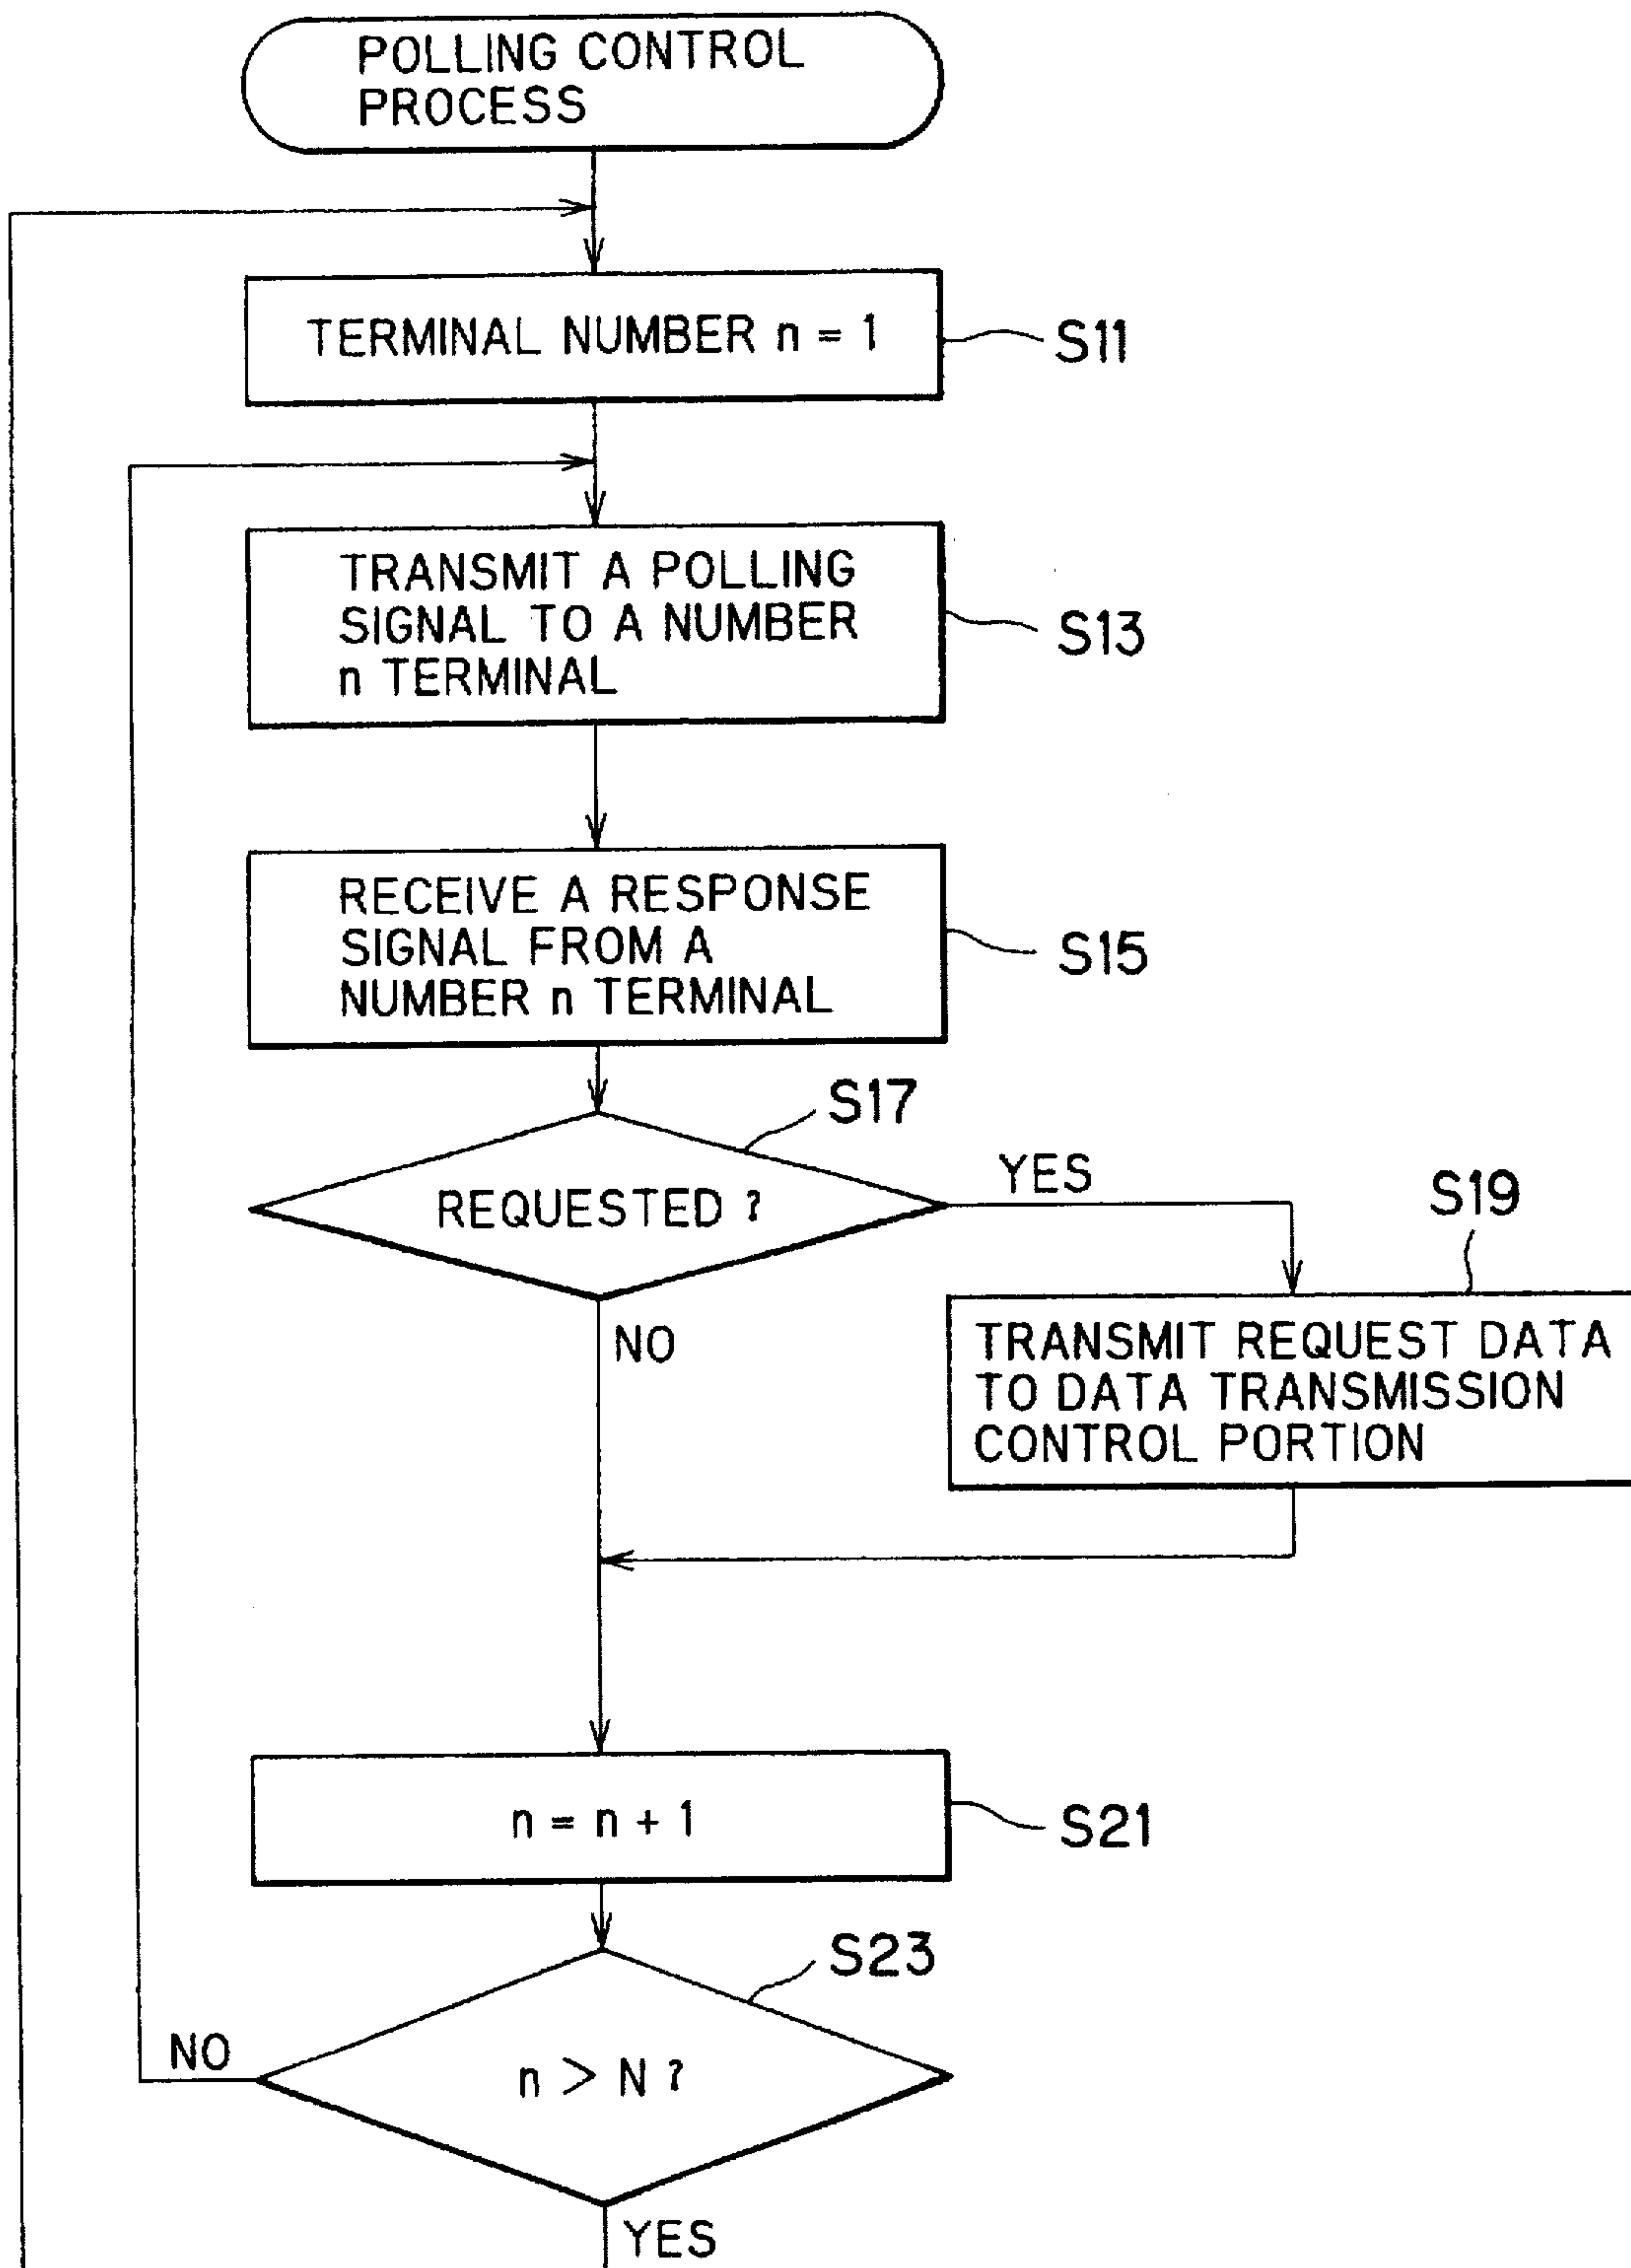 POLLING CONTROL
PROCESS
TERMINAL NUMBER n = 1
S11
TRANSMIT A POLLING
SIGNAL TO A NUMBER
n TERMINAL
S13
RECEIVE A RESPONSE
SIGNAL FROM A
NUMBER n TERMINAL
S15
S17
REQUESTED ?
YES
NO
S19
TRANSMIT REQUEST DATA
TO DATA TRANSMISSION
CONTROL PORTION
n = n + 1
S21
S23
n > N ?
NO
YES